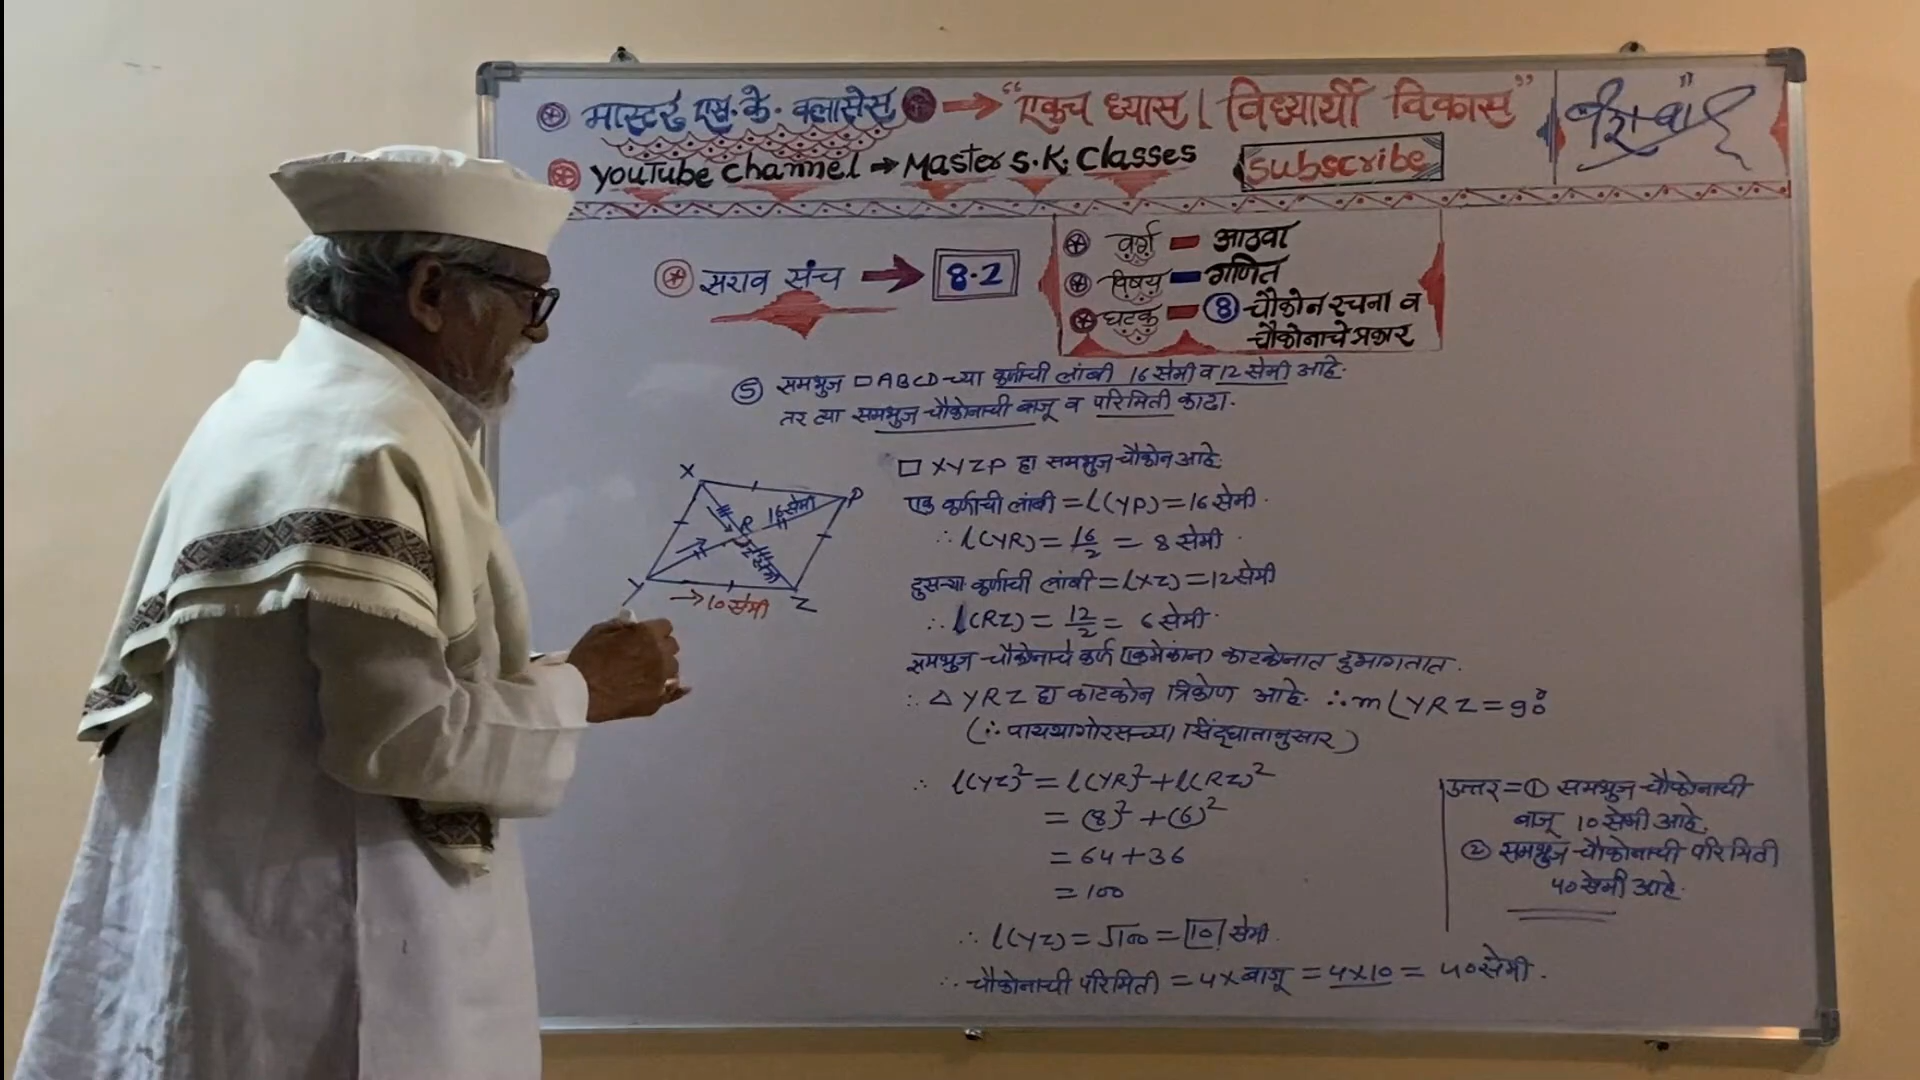 मास्टर एस. के. क्लासेस → "एकच ध्यास। विध्यार्थी विकास"
YouTube channel → Master S. K. Classes Subscribe
सराव संच → 8.2
वर्ग - आठवा
विषय - गणित
घटक - 8 चौकोन रचना व
चौकोनाचे प्रकार
5 समभुज □ABCD च्या कर्णाची लांबी 16 सेमी व 12 सेमी आहे.
तर त्या समभुज चौकोनाची बाजू व परिमिती काढा.
X
P
R
16 सेमी
12 सेमी
Y
Z
→ 10 सेमी
□ XYZP हा समभुज चौकोन आहे.
एक कर्णाची लांबी = l(YP) = 16 सेमी.
∴ l(YR) = 16/2 = 8 सेमी.
दुसऱ्या कर्णाची लांबी = l(XZ) = 12 सेमी
∴ l(RZ) = 12/2 = 6 सेमी.
समभुज चौकोनाचे कर्ण एकमेकांना काटकोनात दुभागतात.
∴ △ YRZ हा काटकोन त्रिकोण आहे. ∴ m∠YRZ = 90°
(∴ पायथागोरसच्या सिद्धांतानुसार)
∴ l(YZ)² = l(YR)² + l(RZ)²
= (8)² + (6)²
= 64 + 36
= 100
∴ l(YZ) = √100 = 10 सेमी.
∴ चौकोनाची परिमिती = 4 x बाजू = 4 x 10 = 40 सेमी.
उत्तर = 1 समभुज चौकोनाची
बाजू 10 सेमी आहे.
2 समभुज चौकोनाची परिमिती
40 सेमी आहे.